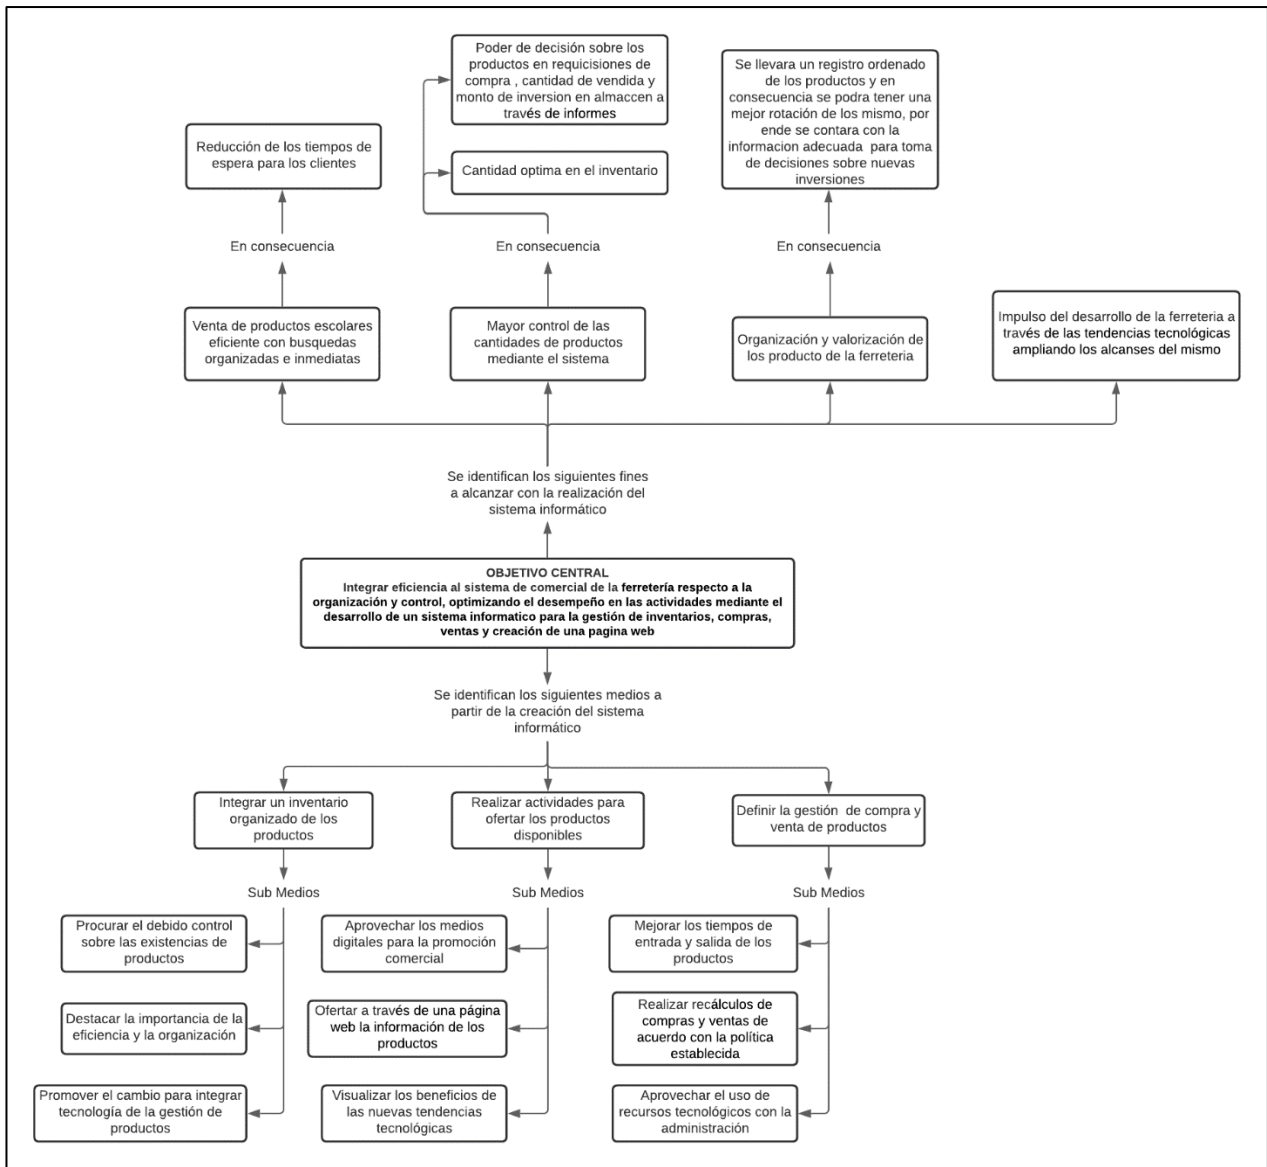 Poder de decisión sobre los
productos en requicisiones de
compra , cantidad de vendida y
monto de inversion en almaccen a
través de informes
Se llevara un registro ordenado
de los productos y en
consecuencia se podra tener una
mejor rotación de los mismo, por
ende se contara con la
informacion adecuada para toma
de decisiones sobre nuevas
inversiones
Reducción de los tiempos de
espera para los clientes
Cantidad optima en el inventario
En consecuencia
En consecuencia
En consecuencia
Venta de productos escolares
eficiente con busquedas
organizadas e inmediatas
Mayor control de las
cantidades de productos
mediante el sistema
Organización y valorización de
los producto de la ferreteria
Impulso del desarrollo de la ferreteria a
través de las tendencias tecnológicas
ampliando los alcanses del mismo
Se identifican los siguientes fines
a alcanzar con la realización del
sistema informático
OBJETIVO CENTRAL
Integrar eficiencia al sistema de comercial de la ferretería respecto a la
organización y control, optimizando el desempeño en las actividades mediante el
desarrollo de un sistema informatico para la gestión de inventarios, compras,
ventas y creación de una pagina web
Se identifican los siguientes medios a
partir de la creación del sistema
informático
Integrar un inventario
organizado de los
productos
Realizar actividades para
ofertar los productos
disponibles
Definir la gestión de compra y
venta de productos
Sub Medios
Sub Medios
Sub Medios
Procurar el debido control
sobre las existencias de
productos
Aprovechar los medios
digitales para la promoción
comercial
Mejorar los tiempos de
entrada y salida de los
productos
Destacar la importancia de la
eficiencia y la organización
Ofertar a través de una página
web la información de los
productos
Realizar recálculos de
compras y ventas de
acuerdo con la política
establecida
Promover el cambio para integrar
tecnología de la gestión de
productos
Visualizar los beneficios de
las nuevas tendencias
tecnológicas
Aprovechar el uso de
recursos tecnológicos con la
administración